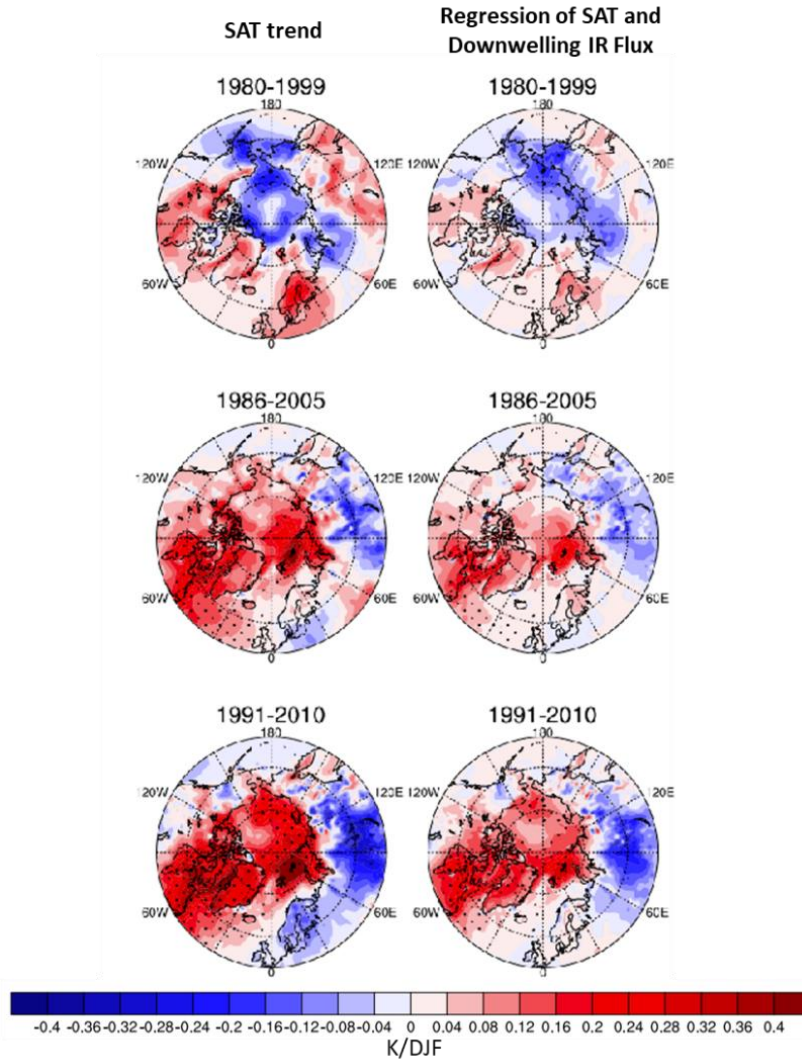 SAT trend
Regression of SAT and
Downwelling IR Flux
1980-1999
1980-1999
180
180
120W
120E
120W
120E
60W
60E
60W
60E
0
0
1986-2005
1986-2005
180
180
120W
120E
120W
120E
60W
60E
60W
60E
0
0
1991-2010
1991-2010
180
180
120W
120E
120W
120E
60W
60E
60W
60E
0
0
-0.4 -0.36 -0.32 -0.28 -0.24 -0.2 -0.16 -0.12 -0.08 -0.04 0 0.04 0.08 0.12 0.16 0.2 0.24 0.28 0.32 0.36 0.4
K/DJF